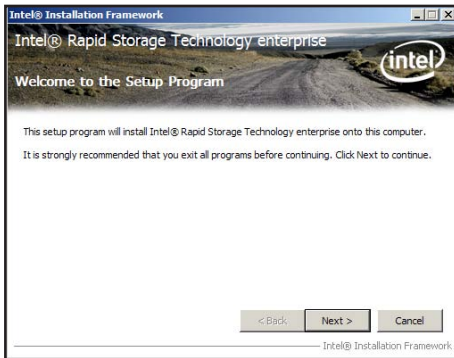 Intel® Installation Framework
Intel® Rapid Storage Technology enterprise
intel
Welcome to the Setup Program
This setup program will install Intel® Rapid Storage Technology enterprise onto this computer.
It is strongly recommended that you exit all programs before continuing. Click Next to continue.
< Back
Next >
Cancel
Intel® Installation Framework